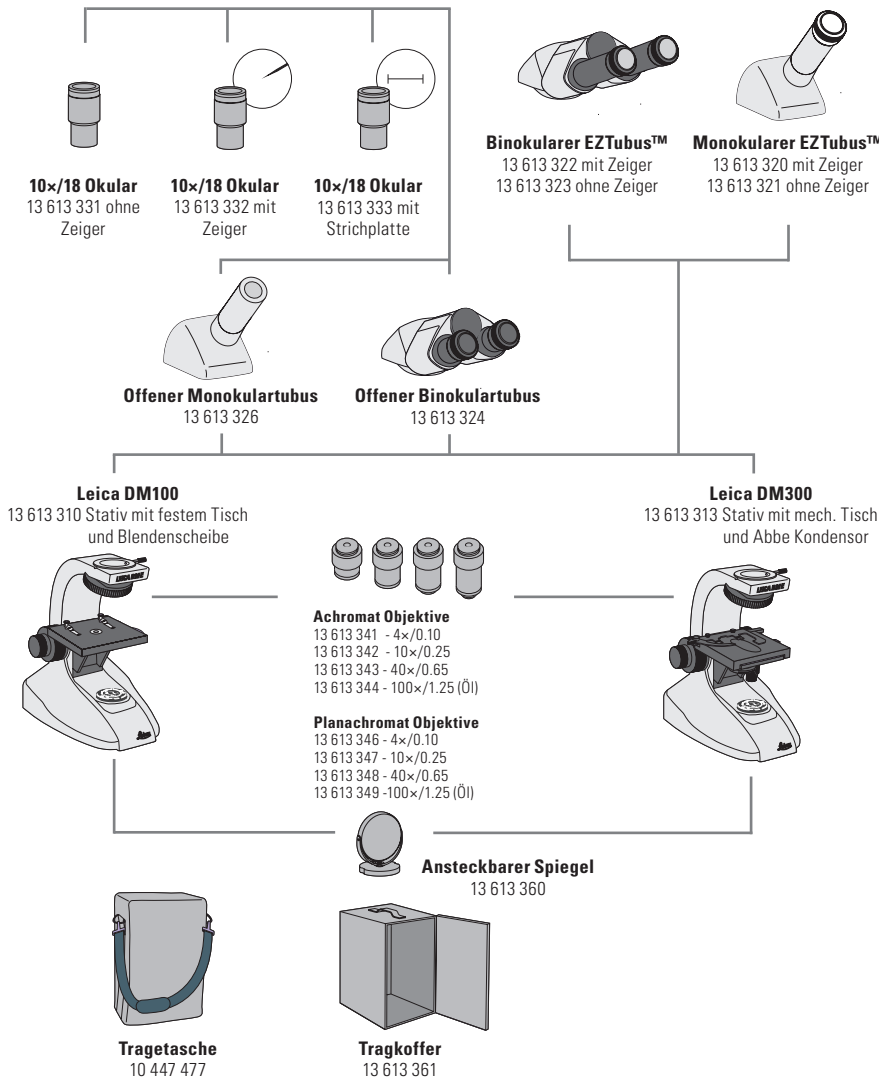 Binokularer EZTubus™
13 613 322 mit Zeiger
13 613 323 ohne Zeiger
Monokularer EZTubus™
13 613 320 mit Zeiger
13 613 321 ohne Zeiger
10×/18 Okular
13 613 331 ohne
Zeiger
10×/18 Okular
13 613 332 mit
Zeiger
10×/18 Okular
13 613 333 mit
Strichplatte
Offener Monokulartubus
13 613 326
Offener Binokulartubus
13 613 324
Leica DM100
13 613 310 Stativ mit festem Tisch
und Blendenscheibe
Leica DM300
13 613 313 Stativ mit mech. Tisch
und Abbe Kondensor
Achromat Objektive
13 613 341 - 4×/0.10
13 613 342 - 10×/0.25
13 613 343 - 40×/0.65
13 613 344 - 100×/1.25 (Öl)
Planachromat Objektive
13 613 346 - 4×/0.10
13 613 347 - 10×/0.25
13 613 348 - 40×/0.65
13 613 349 -100×/1.25 (Öl)
Leica
Leica
Ansteckbarer Spiegel
13 613 360
Tragetasche
10 447 477
Tragkoffer
13 613 361